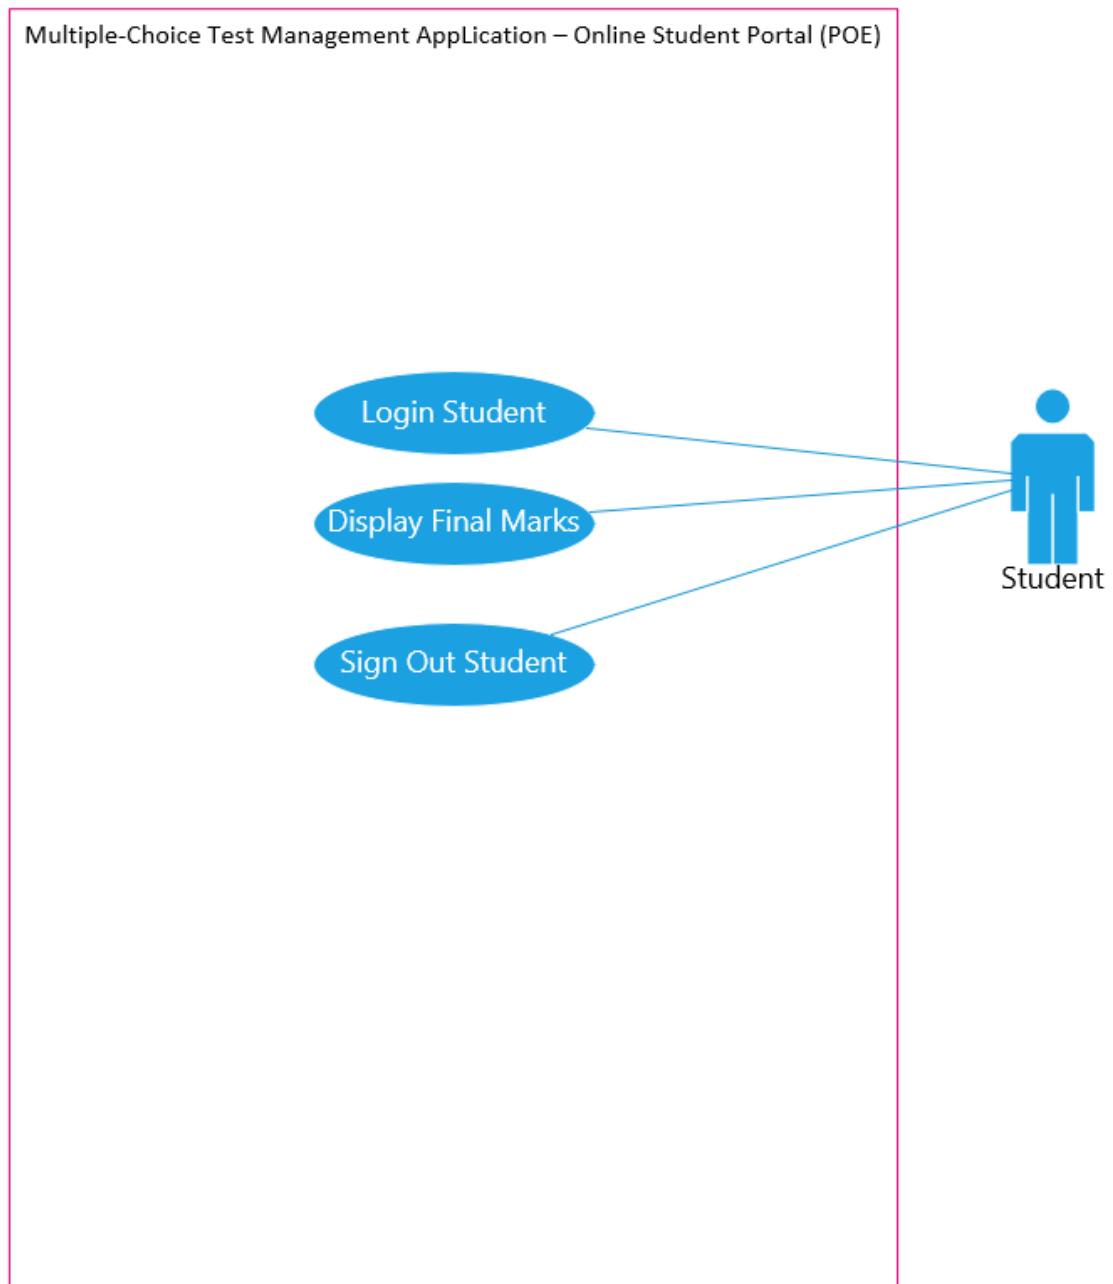 Multiple-Choice Test Management AppLication – Online Student Portal (POE)
Login Student
Display Final Marks
Sign Out Student
Student